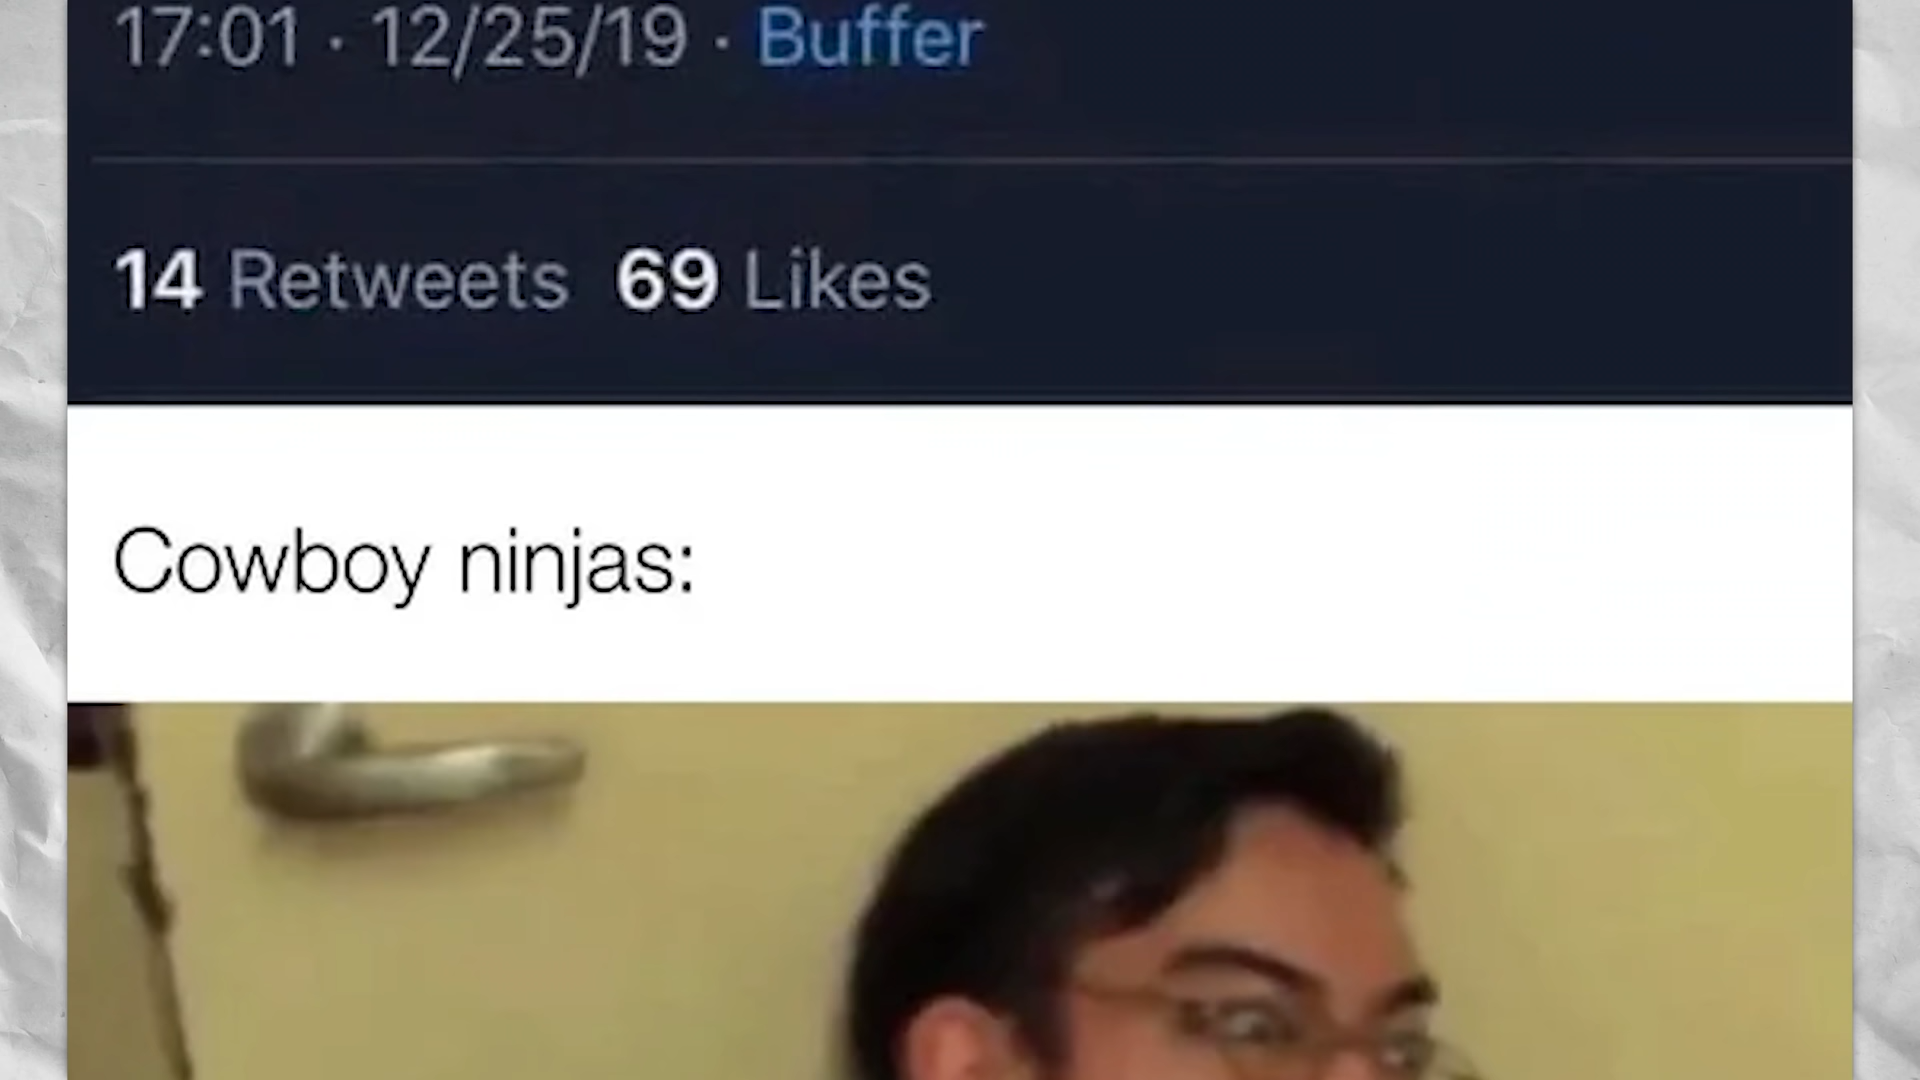 17:01 · 12/25/19 · Buffer
14 Retweets 69 Likes
Cowboy ninjas: